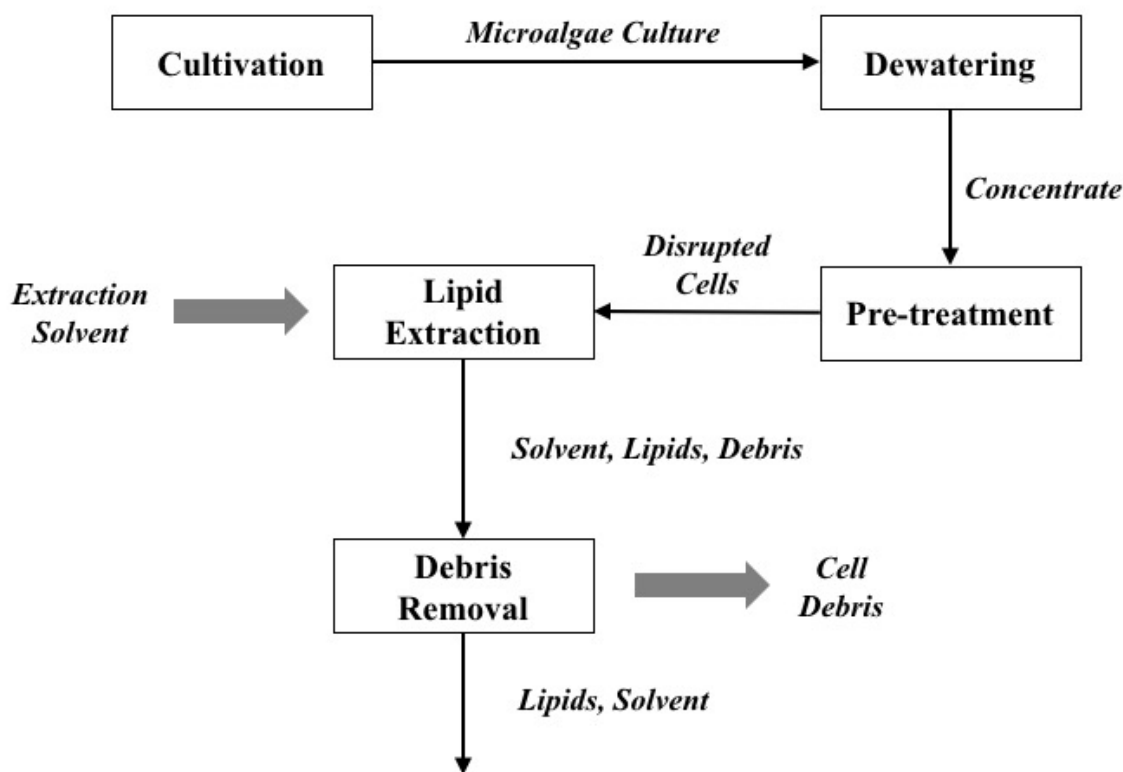 Cultivation
Microalgae Culture
Dewatering
Concentrate
Pre-treatment
Disrupted
Cells
Lipid
Extraction
Extraction
Solvent
Solvent, Lipids, Debris
Debris
Removal
Cell
Debris
Lipids, Solvent